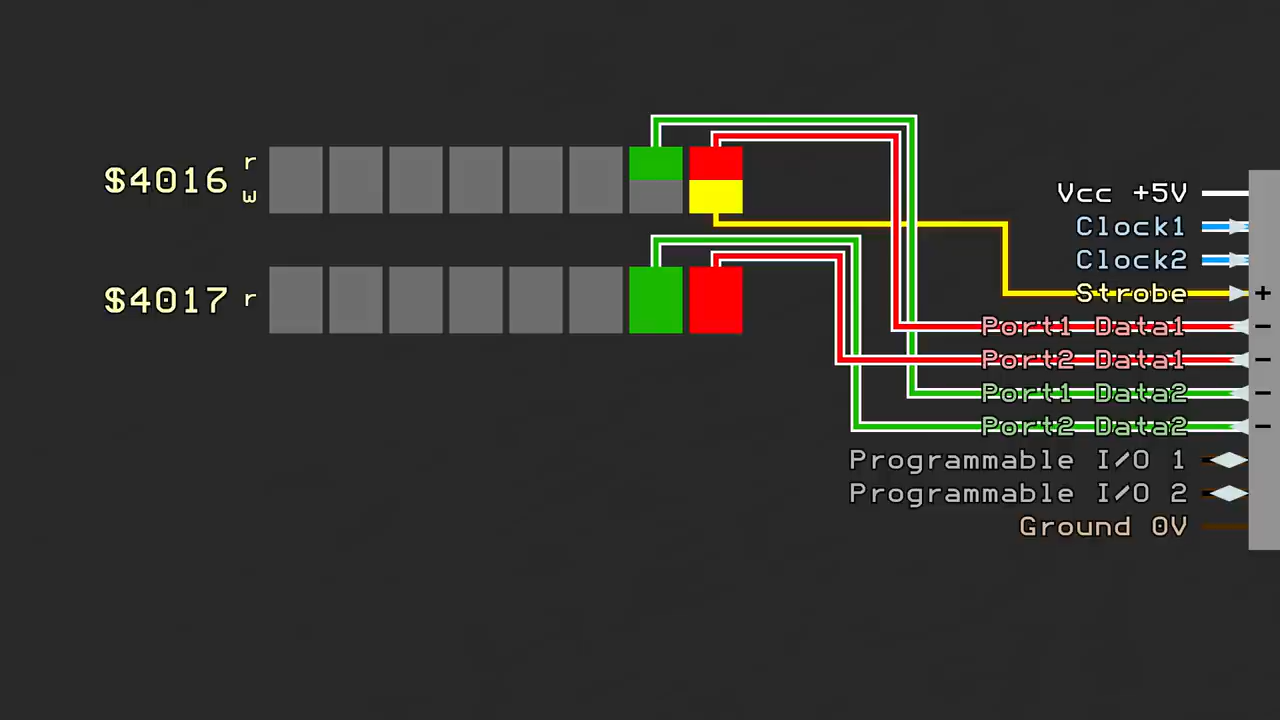 $4016 r
w
$4017 r
Vcc +5V
Clock1
Clock2
Strobe +
Port1 Data1 −
Port2 Data1 −
Port1 Data2 −
Port2 Data2 −
Programmable I/O 1
Programmable I/O 2
Ground 0V